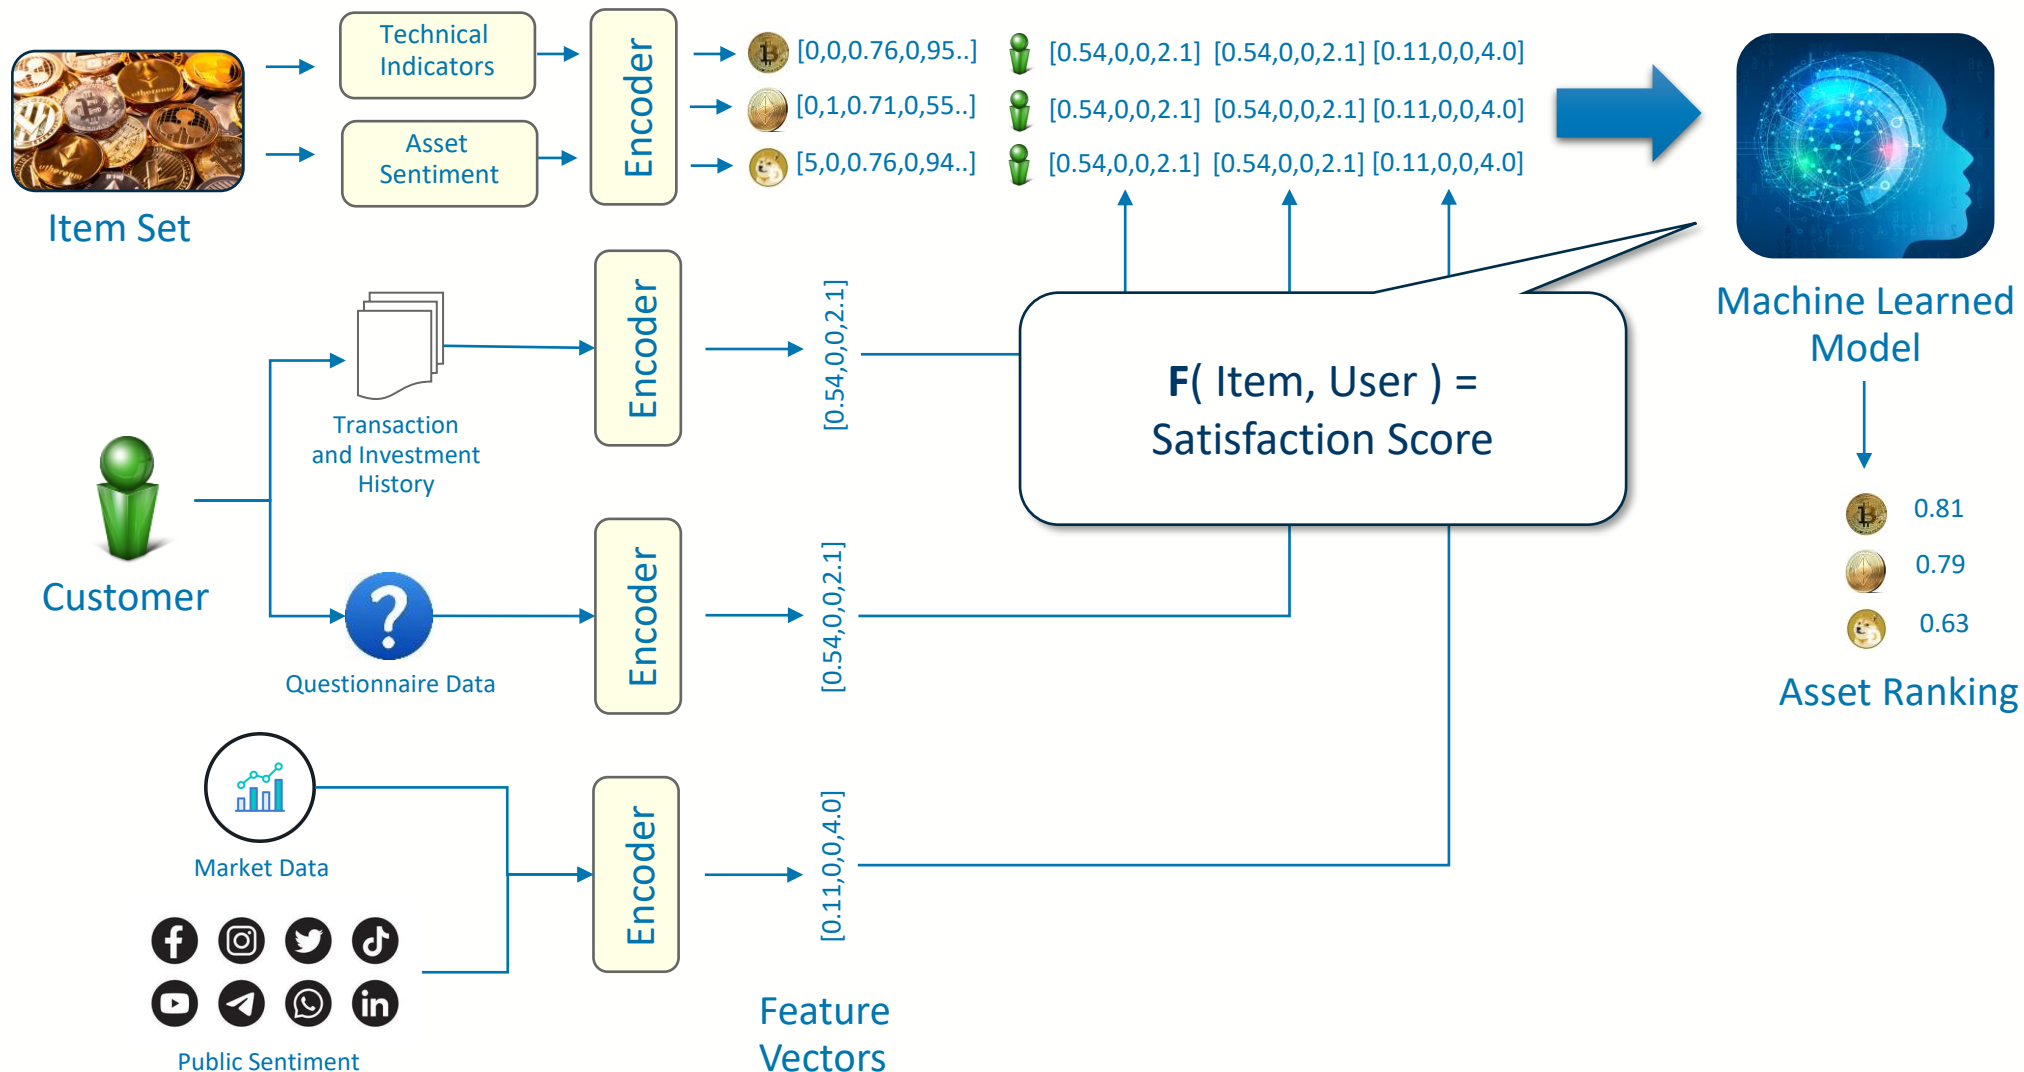 Technical
Indicators
Asset
Sentiment
Encoder
[0,0,0.76,0,95..]
[0.54,0,0,2.1] [0.54,0,0,2.1] [0.11,0,0,4.0]
[0,1,0.71,0,55..]
[0.54,0,0,2.1] [0.54,0,0,2.1] [0.11,0,0,4.0]
[5,0,0.76,0,94..]
[0.54,0,0,2.1] [0.54,0,0,2.1] [0.11,0,0,4.0]
Item Set
Transaction
and Investment
History
Encoder
[0.54,0,0,2.1]
F( Item, User ) =
Satisfaction Score
Machine Learned
Model
Customer
Questionnaire Data
Encoder
[0.54,0,0,2.1]
0.81
0.79
0.63
Asset Ranking
Market Data
Public Sentiment
Encoder
[0.11,0,0,4.0]
Feature
Vectors